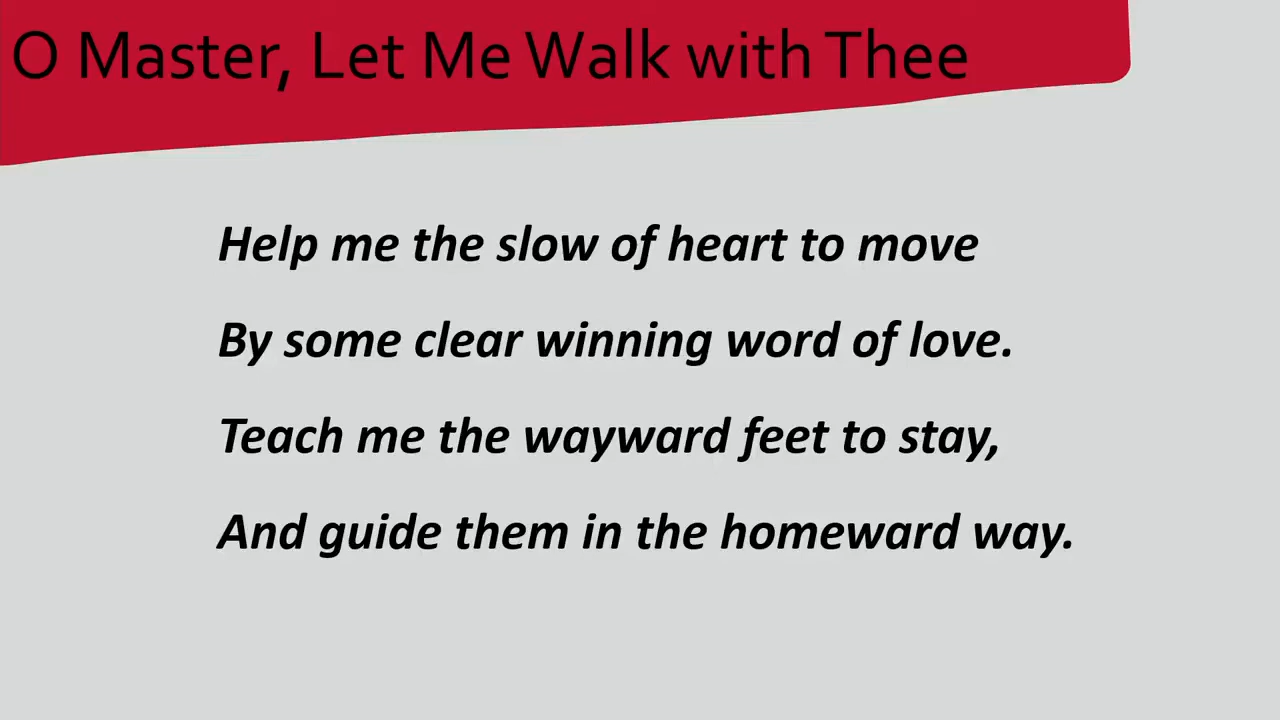 O Master, Let Me Walk with Thee
Help me the slow of heart to move
By some clear winning word of love.
Teach me the wayward feet to stay,
And guide them in the homeward way.